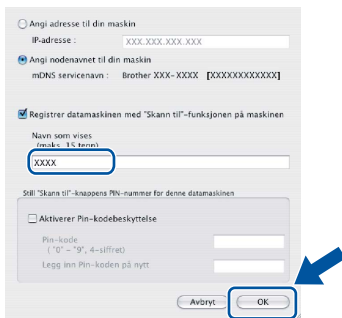 Angi adresse til din maskin
IP-adresse : XXX.XXX.XXX.XXX
Angi nodenavnet til din maskin
mDNS servicenavn : Brother XXX-XXXX [XXXXXXXXXXXX]
Registrer datamaskinen med "Skann til"-funksjonen på maskinen
Navn som vises
(maks. 15 tegn)
XXXX
Still "Skann til"-knappens PIN-nummer for denne datamaskinen
Aktiverer Pin-kodebeskyttelse
Pin-kode
( "0" - "9", 4-siffret)
Legg inn Pin-koden på nytt
Avbryt OK